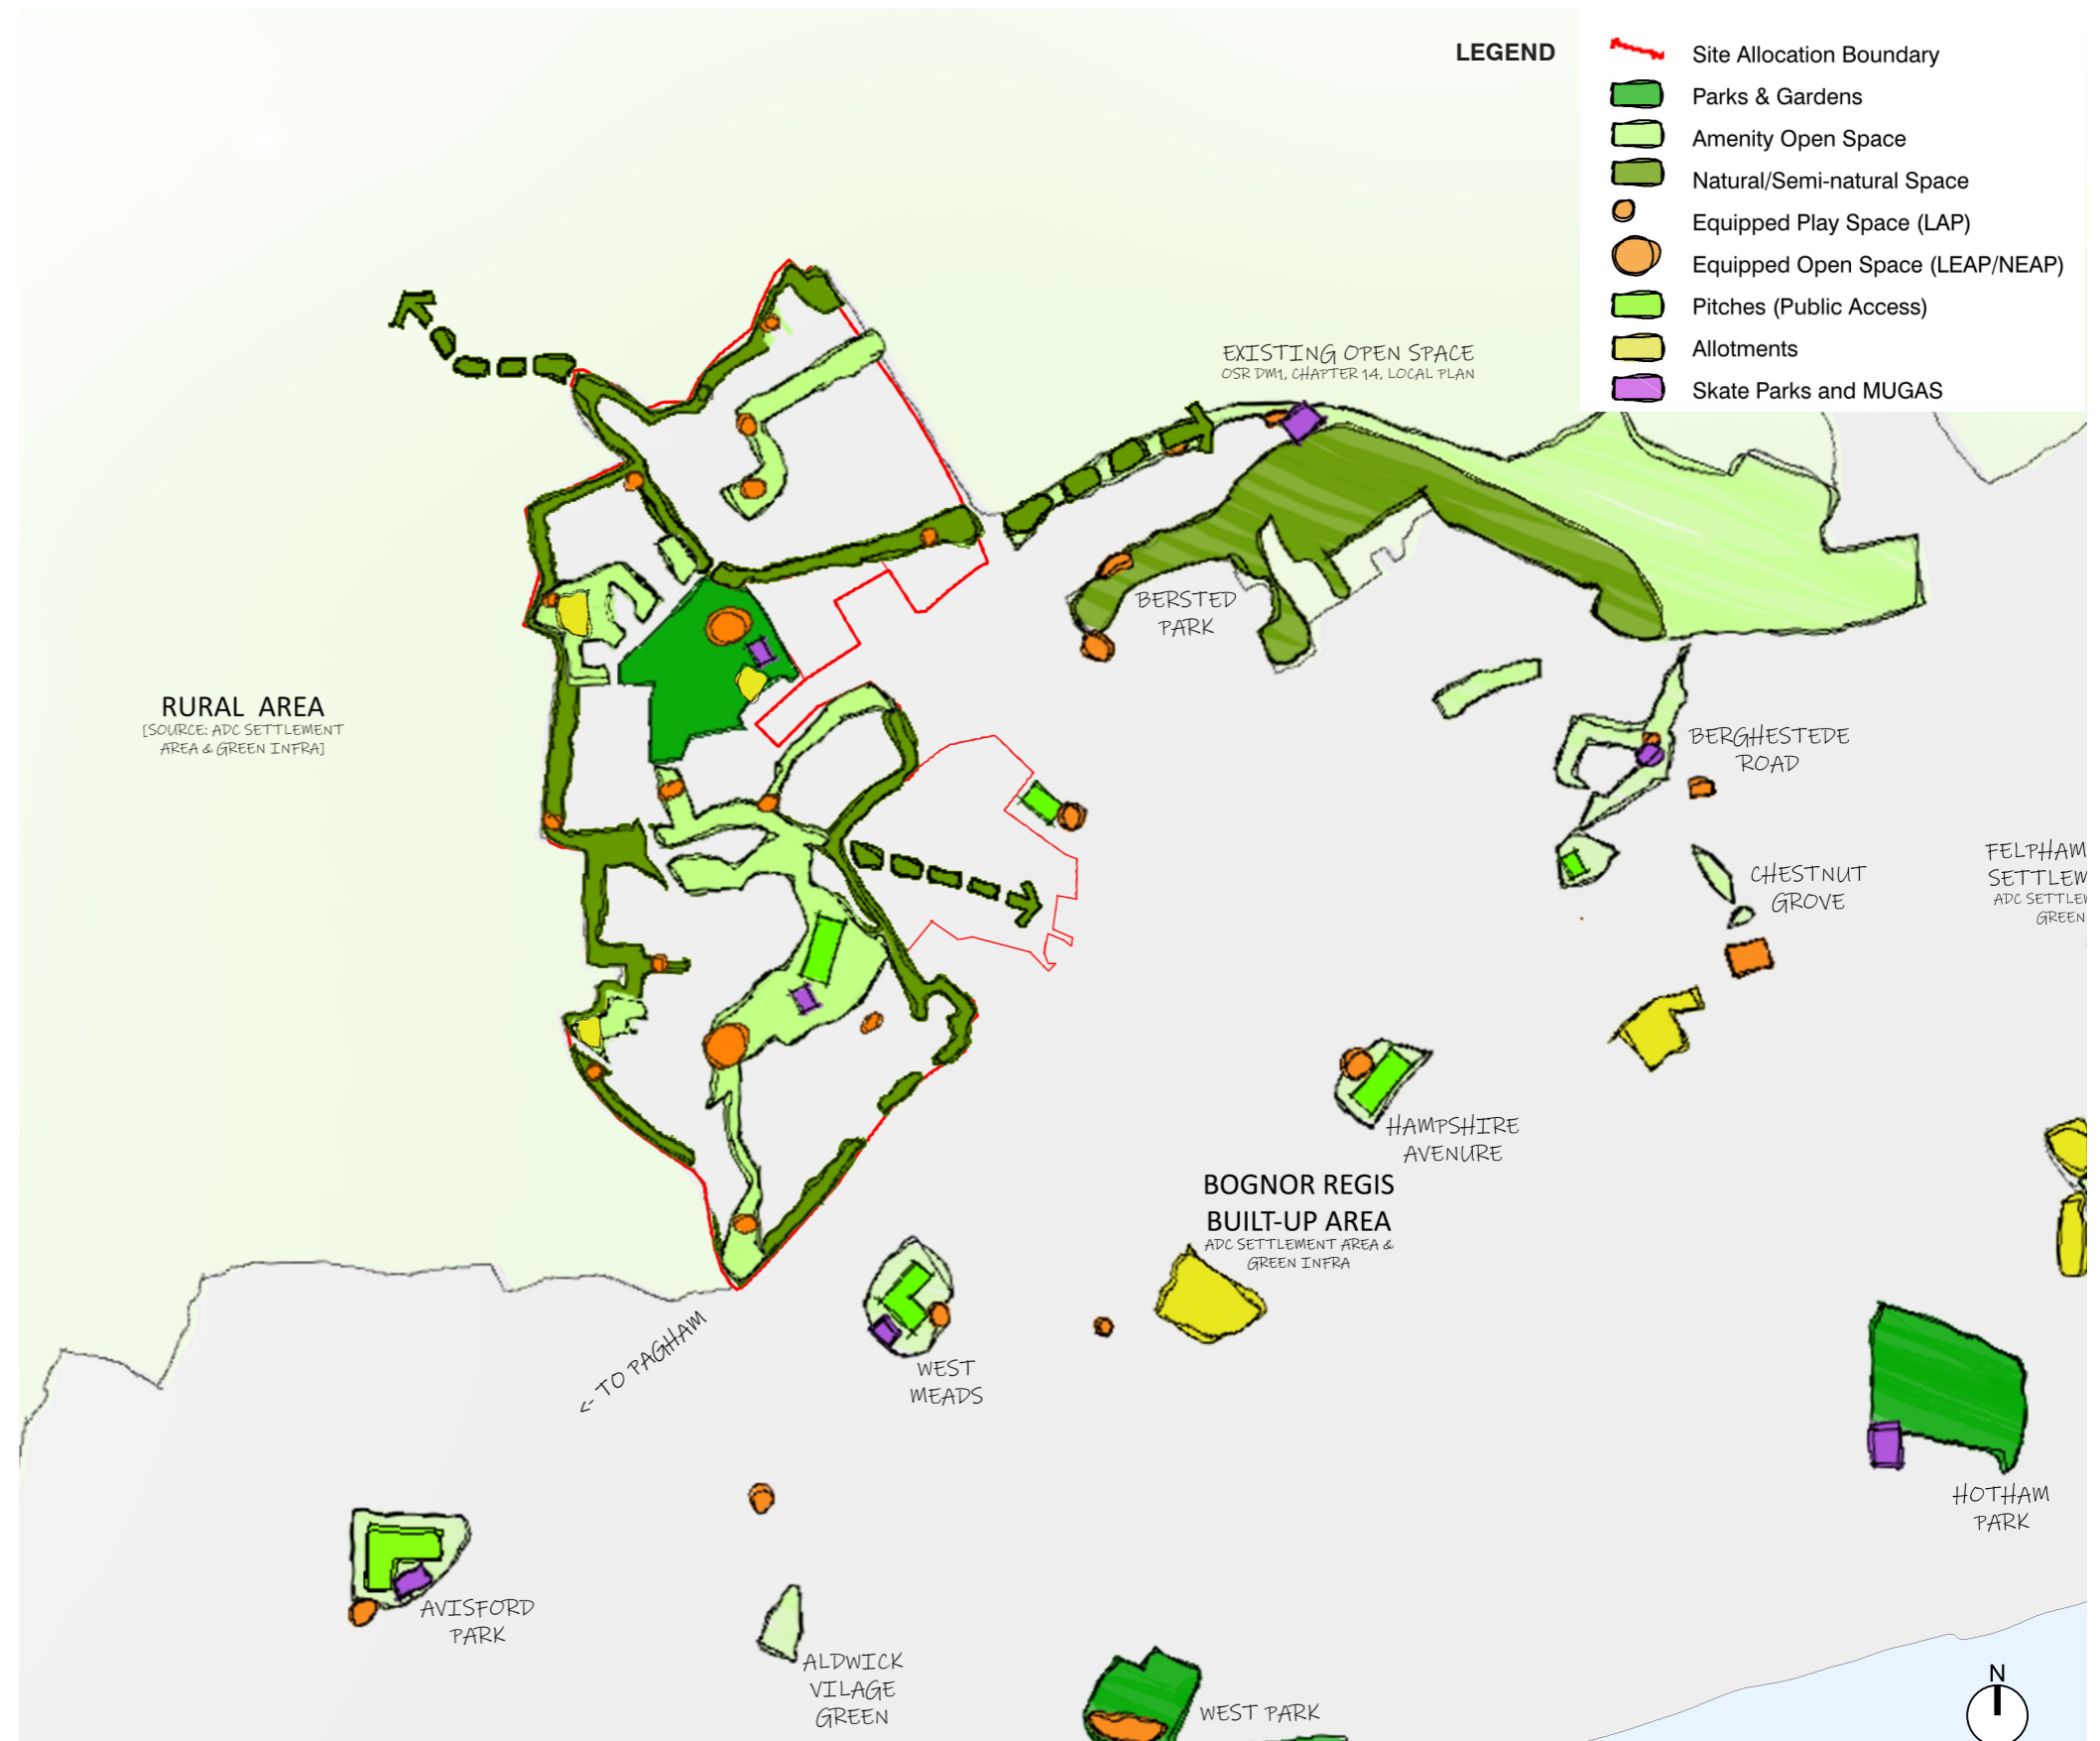 LEGEND
Site Allocation Boundary
Parks & Gardens
Amenity Open Space
Natural/Semi-natural Space
Equipped Play Space (LAP)
Equipped Open Space (LEAP/NEAP)
Pitches (Public Access)
Allotments
Skate Parks and MUGAS
EXISTING OPEN SPACE
OSR DM1, CHAPTER 14, LOCAL PLAN
BERSTED
PARK
RURAL AREA
[SOURCE: ADC SETTLEMENT
AREA & GREEN INFRA]
BERGHESTEDE
ROAD
CHESTNUT
GROVE
FELPHAM
SETTLEM
ADC SETTLEM
GREEN
HAMPSHIRE
AVENURE
BOGNOR REGIS
BUILT-UP AREA
ADC SETTLEMENT AREA &
GREEN INFRA
<- TO PAGHAM
WEST
MEADS
HOTHAM
PARK
AVISFORD
PARK
ALDWICK
VILAGE
GREEN
WEST PARK
N